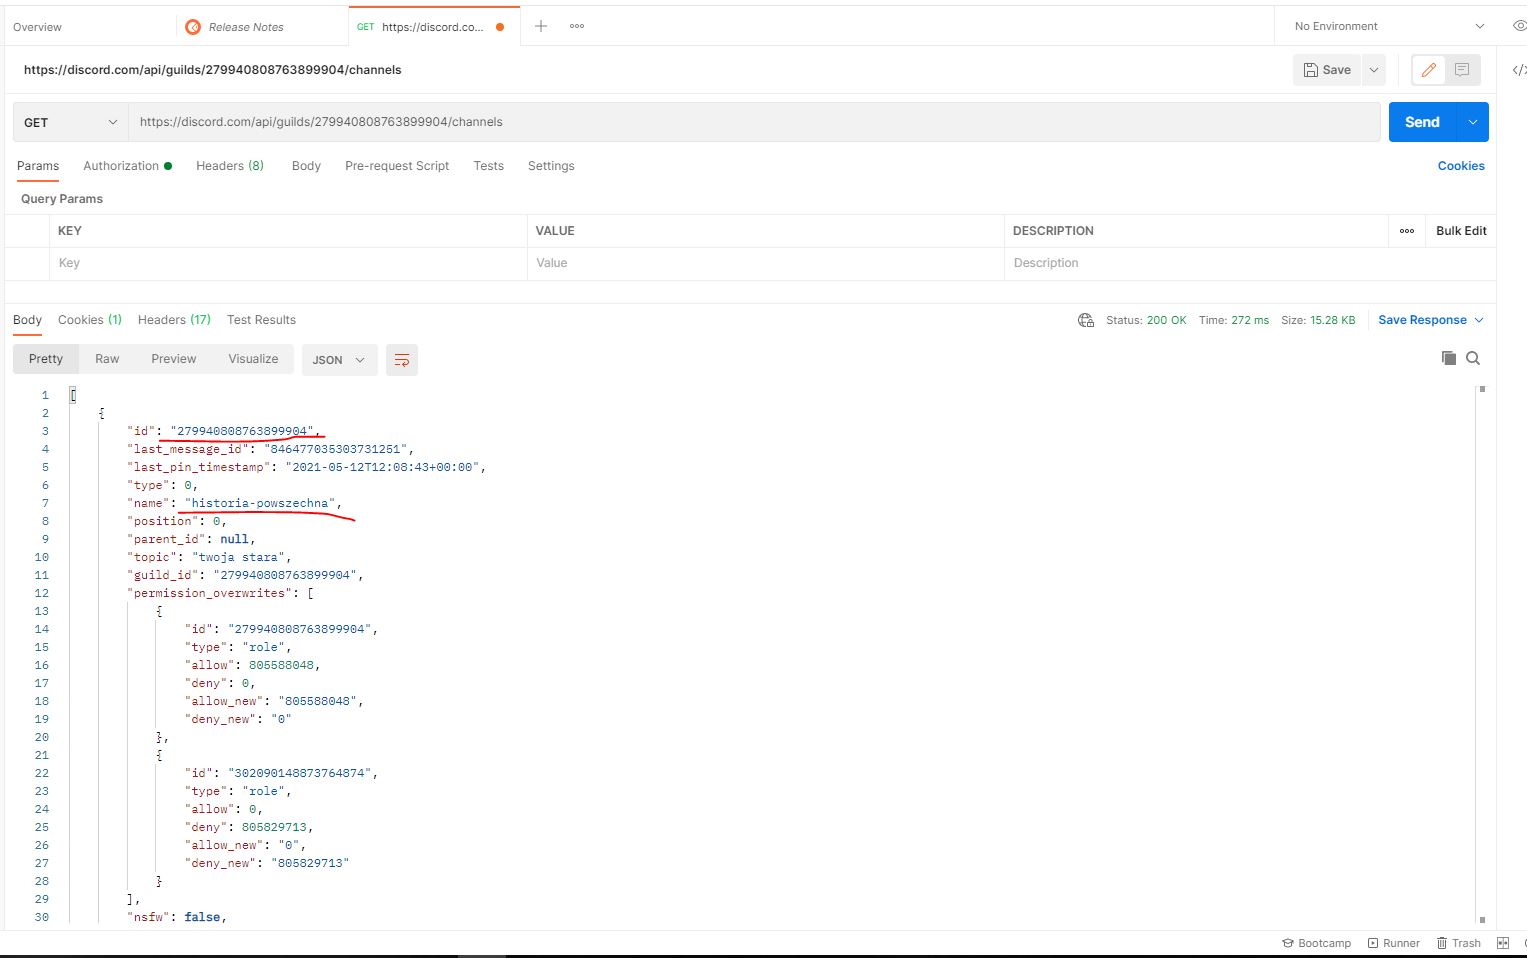 Overview
Release Notes
GET https://discord.co...
No Environment
https://discord.com/api/guilds/279940808763899904/channels
Save
GET
https://discord.com/api/guilds/279940808763899904/channels
Send
Params Authorization Headers (8) Body Pre-request Script Tests Settings
Cookies
Query Params
KEY VALUE DESCRIPTION
Bulk Edit
Key Value Description
Body Cookies (1) Headers (17) Test Results
Status: 200 OK Time: 272 ms Size: 15.28 KB
Save Response
Pretty Raw Preview Visualize JSON
1 [
2 {
3 "id": "279940808763899904",
4 "last_message_id": "846477035303731251",
5 "last_pin_timestamp": "2021-05-12T12:08:43+00:00",
6 "type": 0,
7 "name": "historia-powszechna",
8 "position": 0,
9 "parent_id": null,
10 "topic": "twoja stara",
11 "guild_id": "279940808763899904",
12 "permission_overwrites": [
13 {
14 "id": "279940808763899904",
15 "type": "role",
16 "allow": 805588048,
17 "deny": 0,
18 "allow_new": "805588048",
19 "deny_new": "0"
20 },
21 {
22 "id": "302090148873764874",
23 "type": "role",
24 "allow": 0,
25 "deny": 805829713,
26 "allow_new": "0",
27 "deny_new": "805829713"
28 }
29 ],
30 "nsfw": false,
Bootcamp Runner Trash